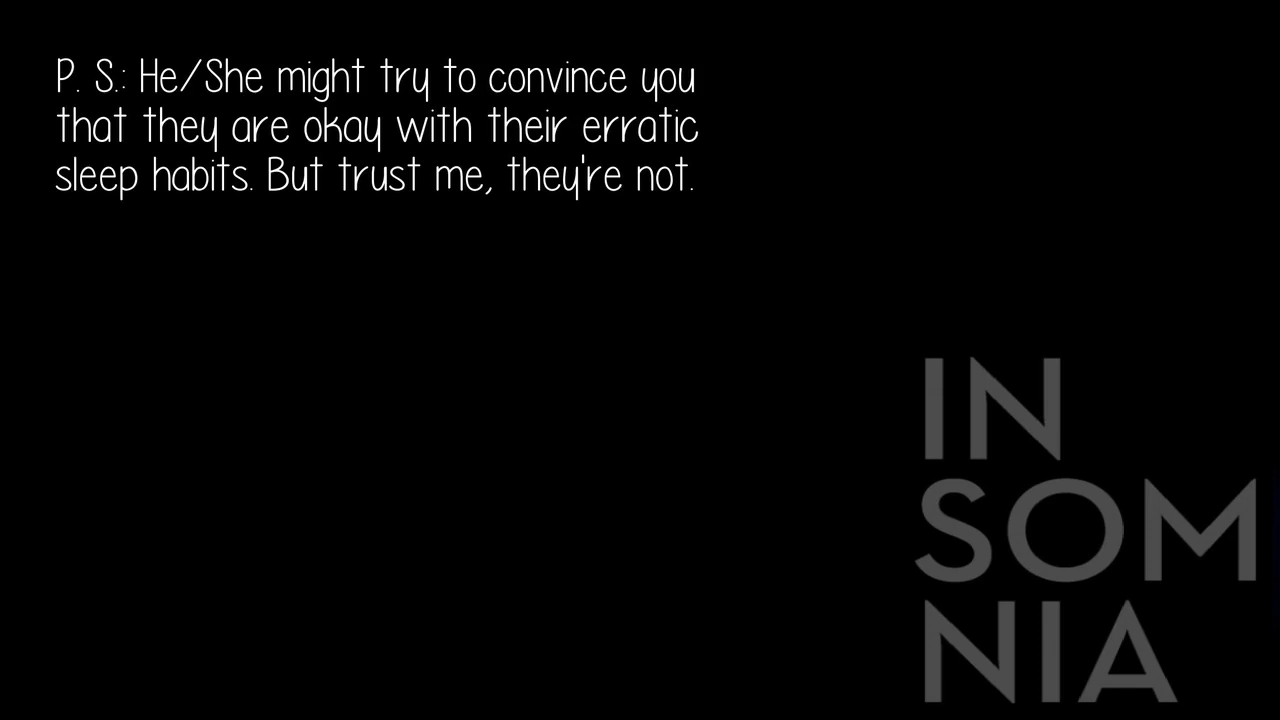 P. S.: He/She might try to convince you
that they are okay with their erratic
sleep habits. But trust me, they're not.
IN
SOM
NIA